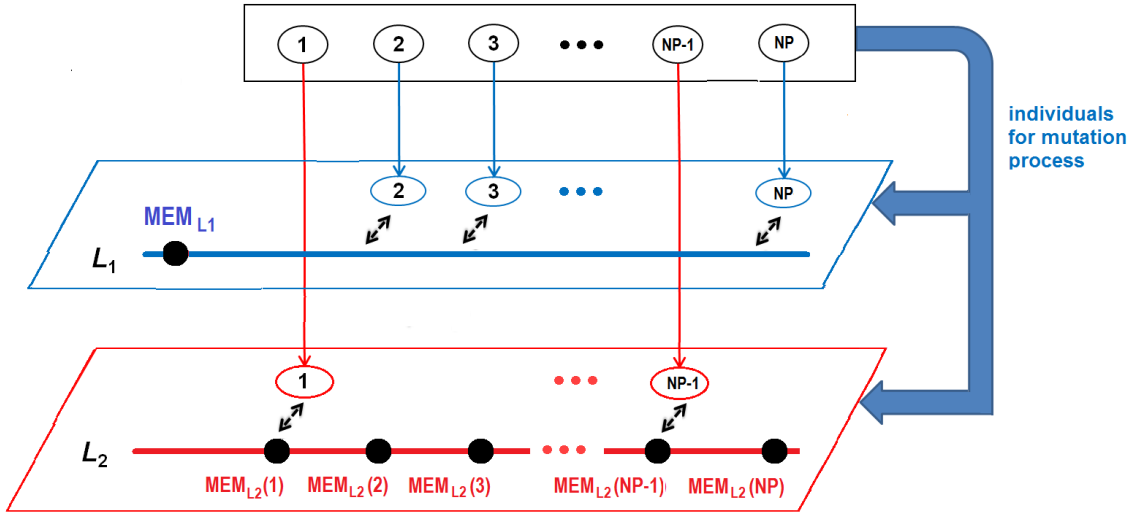 1 2 3 ••• NP-1 NP
individuals
for mutation
process
2 3 ••• NP
MEM L1
L1
1 ••• NP-1
L2 •••
MEML2(1) MEML2(2) MEML2(3) MEML2(NP-1) MEML2(NP)